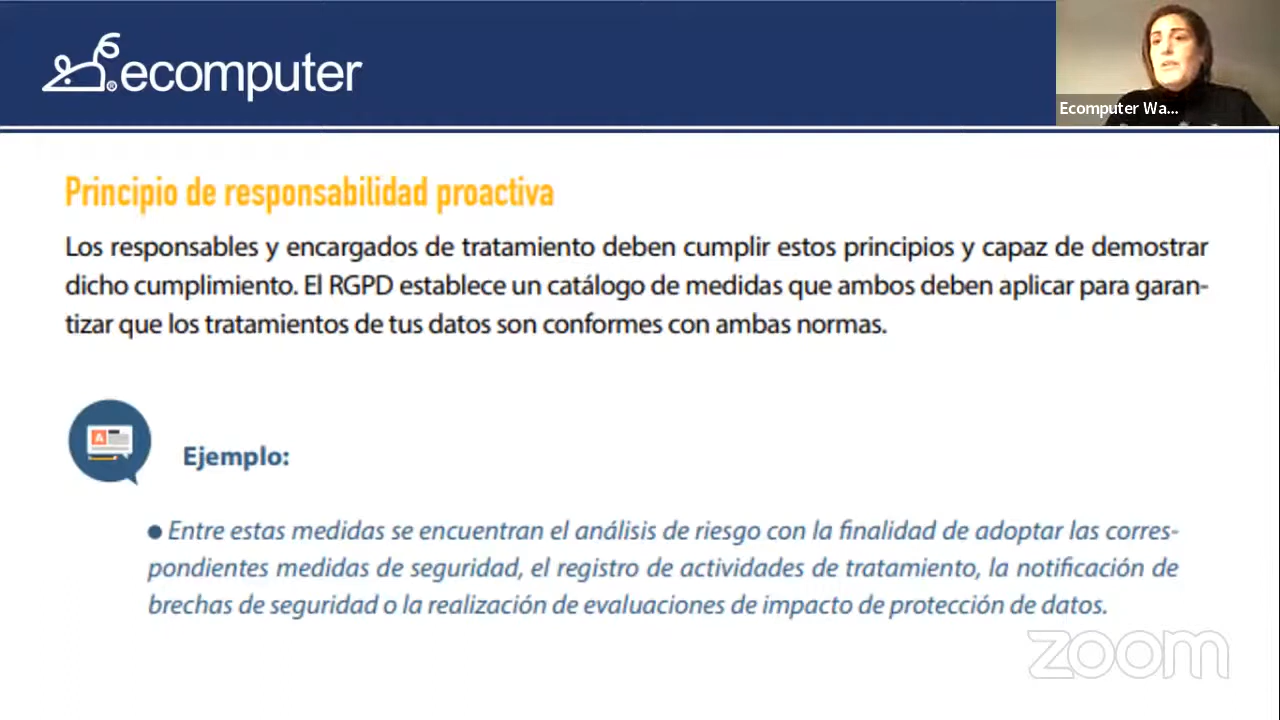 ecomputer
Ecomputer Wa...
Principio de responsabilidad proactiva
Los responsables y encargados de tratamiento deben cumplir estos principios y capaz de demostrar
dicho cumplimiento. El RGPD establece un catálogo de medidas que ambos deben aplicar para garan-
tizar que los tratamientos de tus datos son conformes con ambas normas.
A
Ejemplo:
● Entre estas medidas se encuentran el análisis de riesgo con la finalidad de adoptar las corres-
pondientes medidas de seguridad, el registro de actividades de tratamiento, la notificación de
brechas de seguridad o la realización de evaluaciones de impacto de protección de datos.
zoom